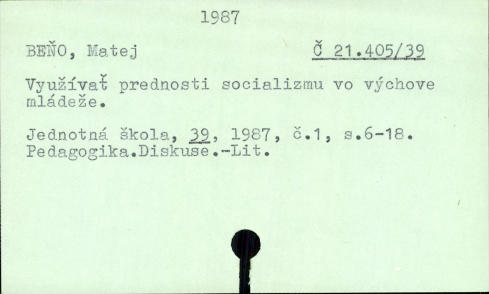 1987
BEŇO, Matej Č 21.405/39
Využívať prednosti socializmu vo výchove
mládeže.
Jednotná škola, 39, 1987, č.1, s.6-18.
Pedagogika.Diskuse.-Lit.